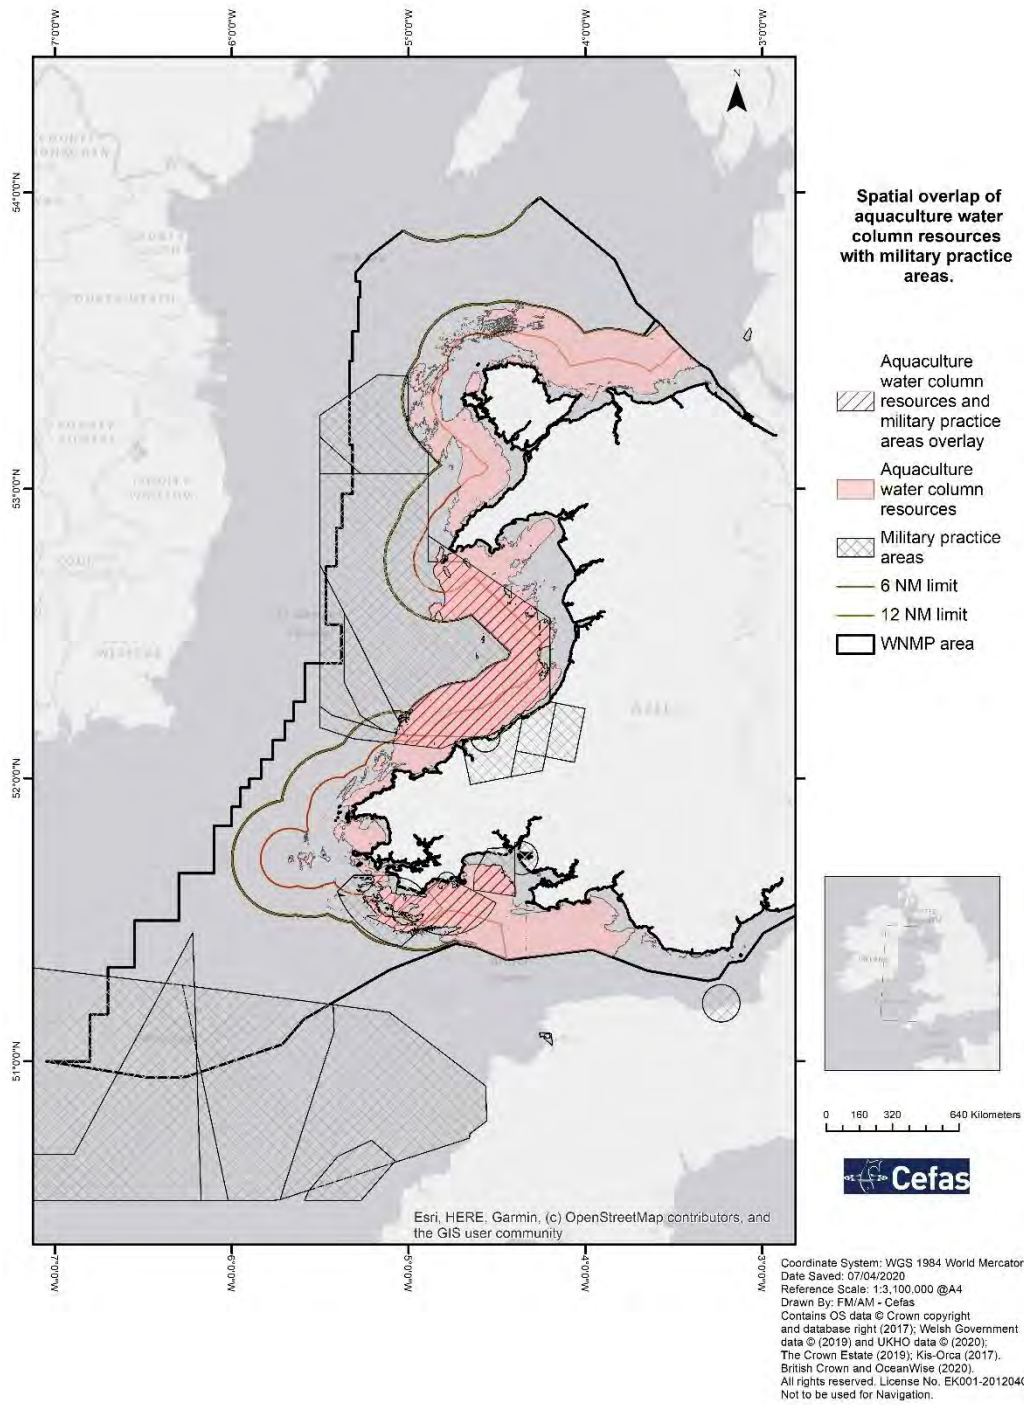 7°0'0"W
6°0'0"W
5°0'0"W
4°0'0"W
3°0'0"W
N
54°0'0"N
53°0'0"N
52°0'0"N
51°0'0"N
Spatial overlap of
aquaculture water
column resources
with military practice
areas.
Aquaculture
water column
resources and
military practice
areas overlay
Aquaculture
water column
resources
Military practice
areas
6 NM limit
12 NM limit
WNMP area
0 160 320 640 Kilometers
Cefas
Esri, HERE, Garmin, (c) OpenStreetMap contributors, and
the GIS user community
7°0'0"W
6°0'0"W
5°0'0"W
4°0'0"W
3°0'0"W
Coordinate System: WGS 1984 World Mercator
Date Saved: 07/04/2020
Reference Scale: 1:3,100,000 @A4
Drawn By: FM/AM - Cefas
Contains OS data © Crown copyright
and database right (2017); Welsh Government
data © (2019) and UKHO data © (2020);
The Crown Estate (2019); Kis-Orca (2017).
British Crown and OceanWise (2020).
All rights reserved. License No. EK001-201204
Not to be used for Navigation.